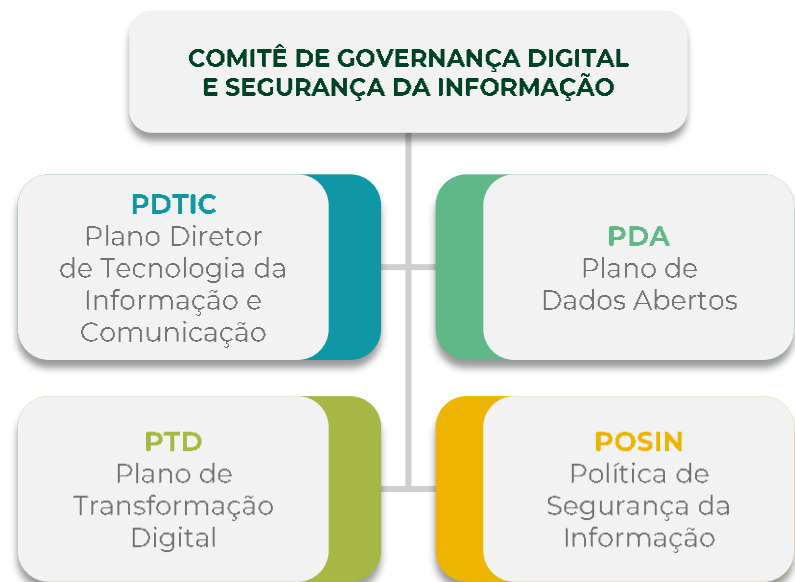 COMITÊ DE GOVERNANÇA DIGITAL
E SEGURANÇA DA INFORMAÇÃO
PDTIC
Plano Diretor
de Tecnologia da
Informação e
Comunicação
PDA
Plano de
Dados Abertos
PTD
Plano de
Transformação
Digital
POSIN
Política de
Segurança da
Informação